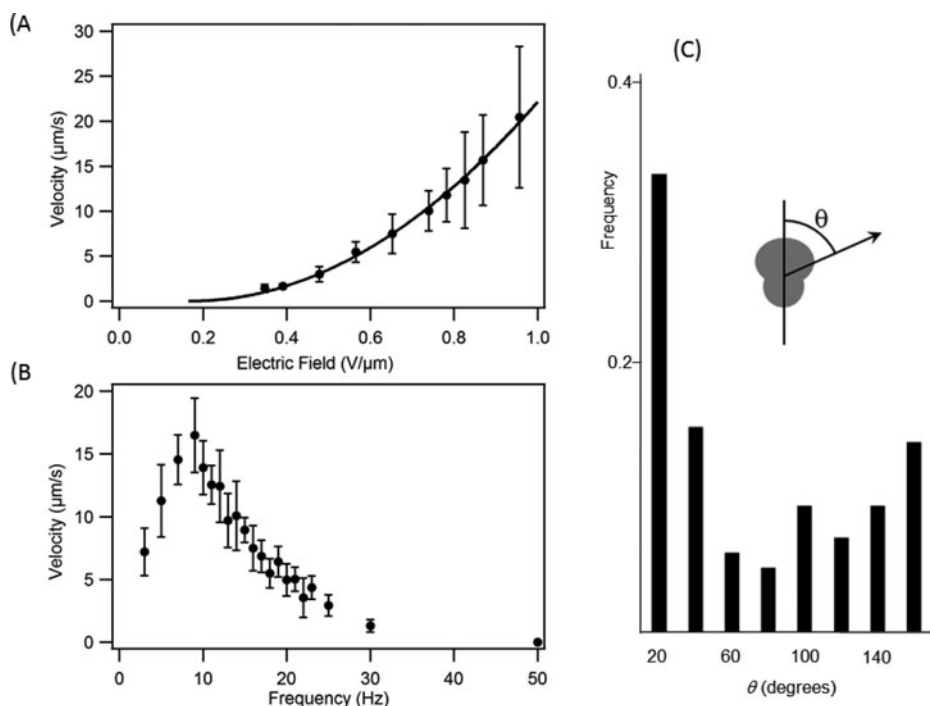 (A
30
25
20
15
10
5
0
Velocity (µm/s)
0.0 0.2 0.4 0.6 0.8 1.0
Electric Field (V/µm)
(B
20
15
10
5
0
Velocity (µm/s)
0 10 20 30 40 50
Frequency (Hz)
(C)
0.4
Frequency
θ
0.2
20 60 100 140
θ (degrees)